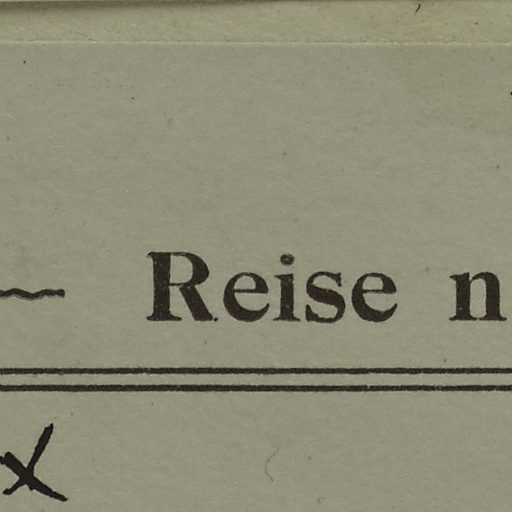 Reise n
x